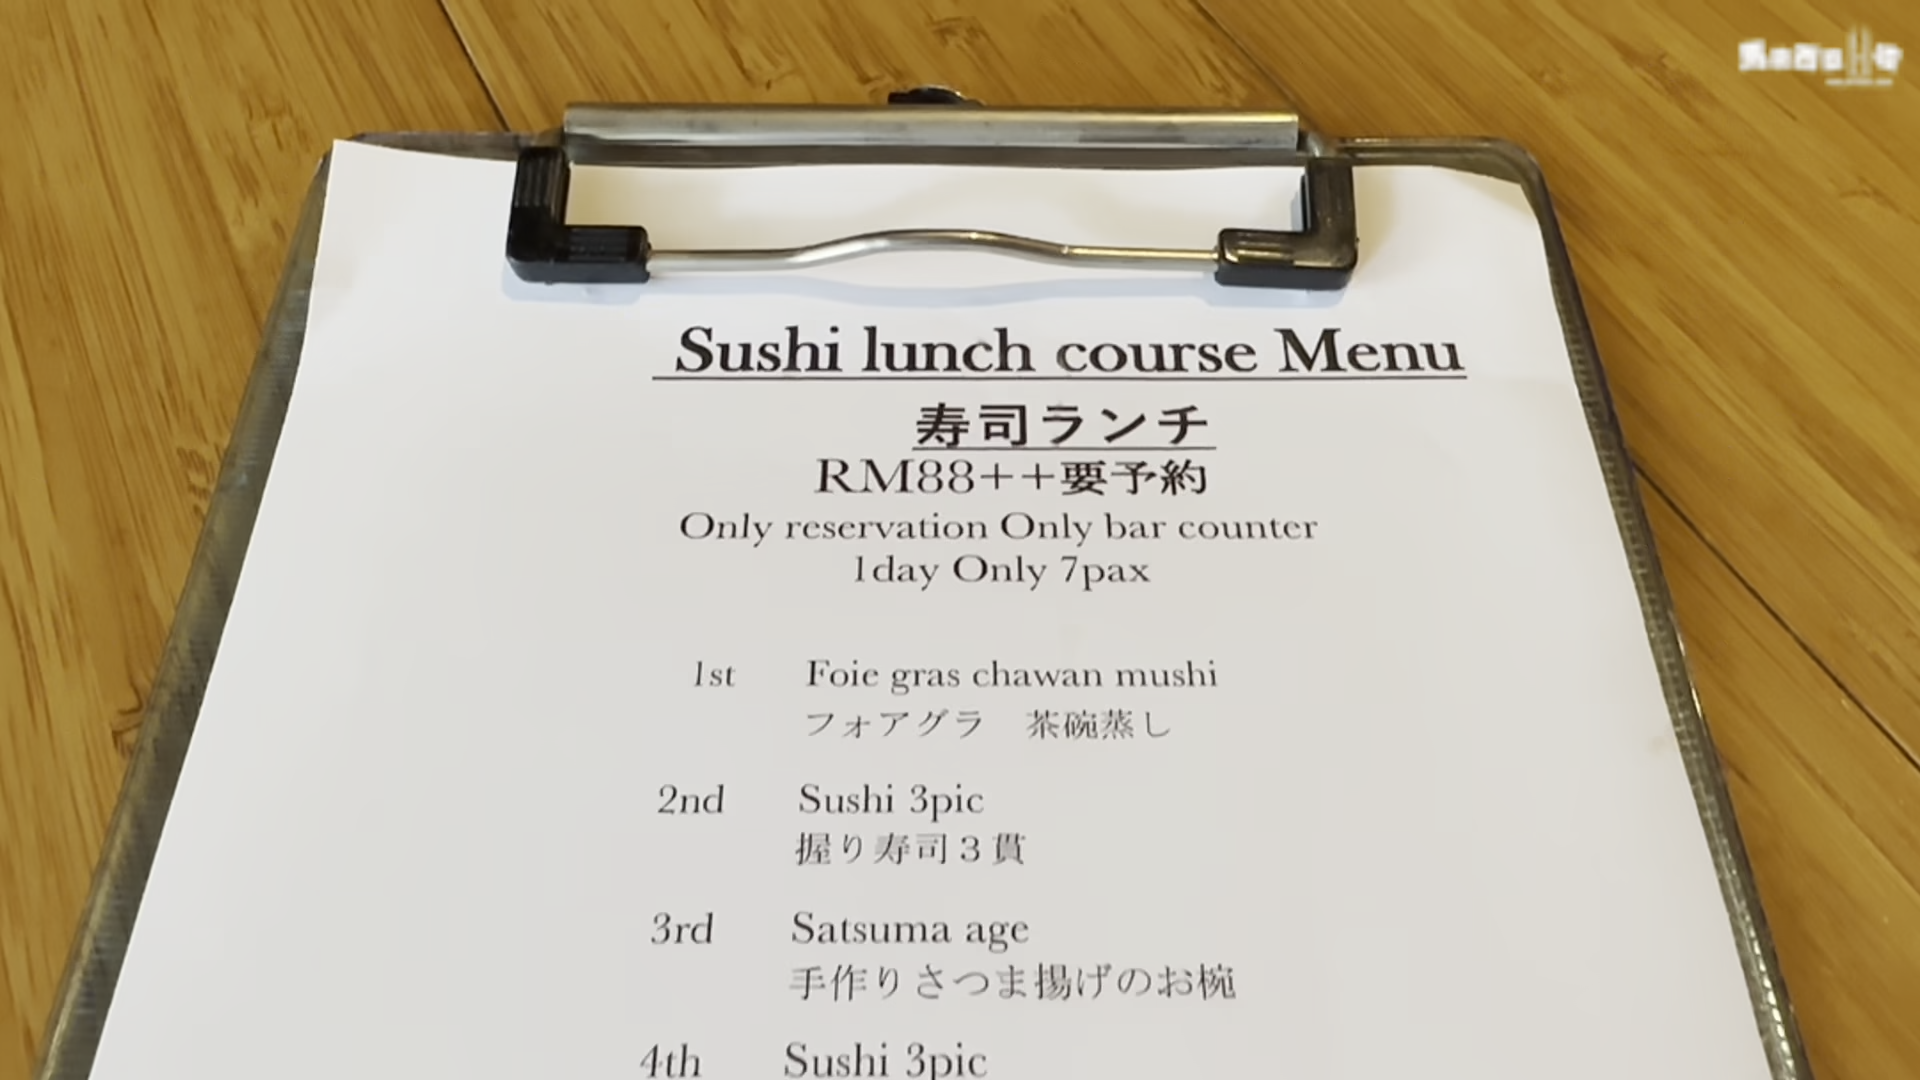 Sushi lunch course Menu
寿司ランチ
RM88++要予約
Only reservation Only bar counter
1day Only 7pax
1st Foie gras chawan mushi
フォアグラ 茶碗蒸し
2nd Sushi 3pic
握り寿司３貫
3rd Satsuma age
手作りさつま揚げのお椀
4th Sushi 3pic